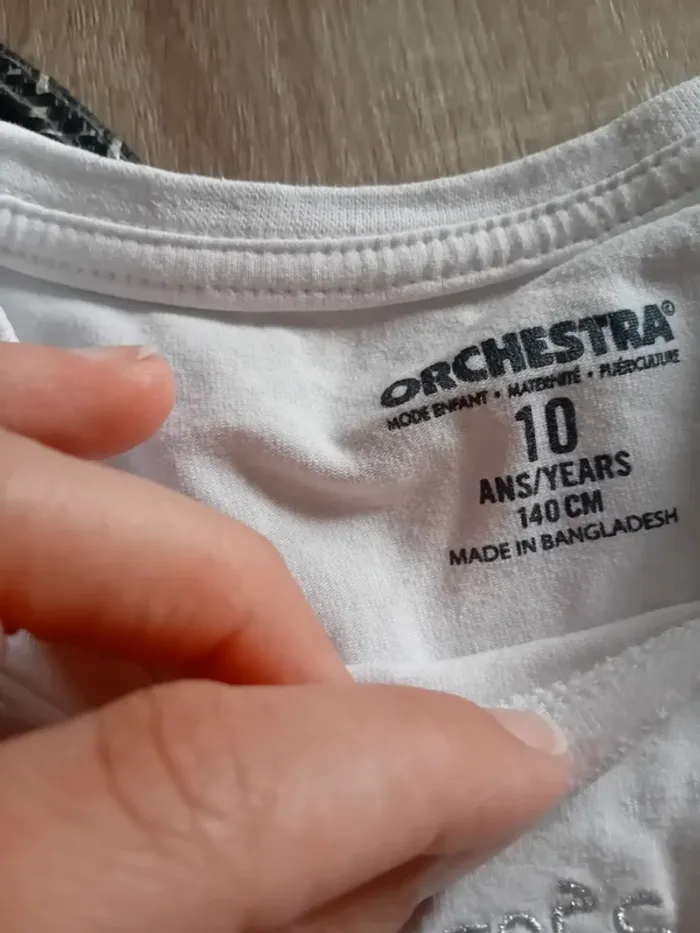 ORCHESTRA©
MODE ENFANT • MATERNITÉ • PUÉRICULTURE
10
ANS/YEARS
140 CM
MADE IN BANGLADESH